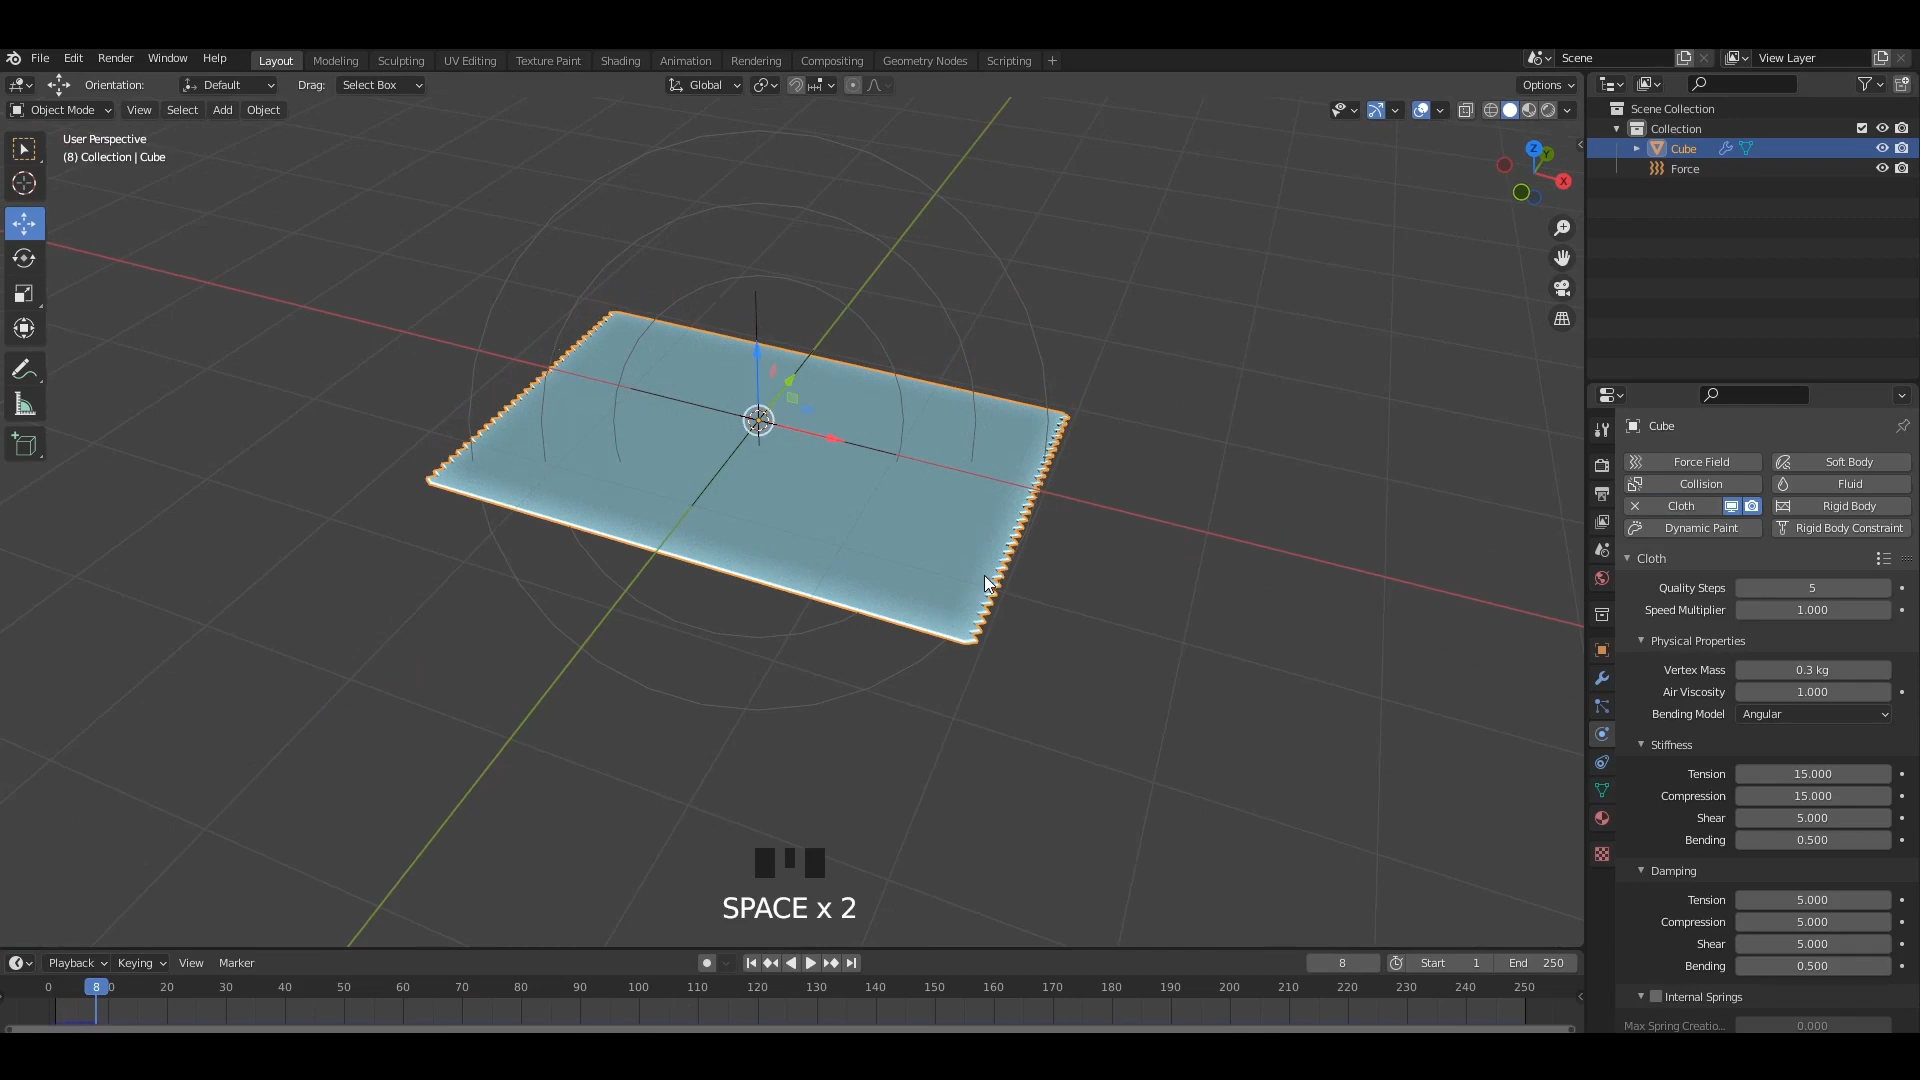 File Edit Render Window Help Layout Modeling Sculpting UV Editing Texture Paint Shading Animation Rendering Compositing Geometry Nodes Scripting + Scene View Layer
Orientation: Default Drag: Select Box Global Options
Object Mode View Select Add Object
User Perspective
(8) Collection | Cube
Z
Y
X
Scene Collection
Collection
Cube
Force
Cube
Force Field Soft Body
Collision Fluid
Cloth Rigid Body
Dynamic Paint Rigid Body Constraint
Cloth
Quality Steps 5
Speed Multiplier 1.000
Physical Properties
Vertex Mass 0.3 kg
Air Viscosity 1.000
Bending Model Angular
Stiffness
Tension 15.000
Compression 15.000
Shear 5.000
Bending 0.500
Damping
Tension 5.000
Compression 5.000
Shear 5.000
Bending 0.500
Internal Springs
Max Spring Creatio... 0.000
SPACE x 2
Playback Keying View Marker 8 Start 1 End 250
0 8 0 20 30 40 50 60 70 80 90 100 110 120 130 140 150 160 170 180 190 200 210 220 230 240 250